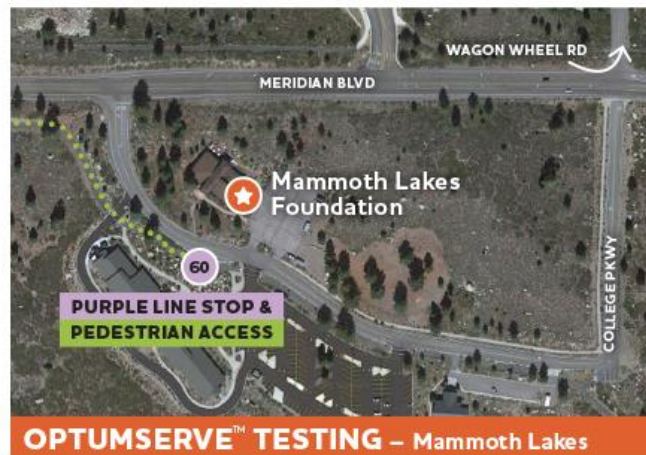 WAGON WHEEL RD
MERIDIAN BLVD
Mammoth Lakes
Foundation
60
PURPLE LINE STOP &
PEDESTRIAN ACCESS
COLLEGE PKWY
OPTUMSERVE™ TESTING – Mammoth Lakes